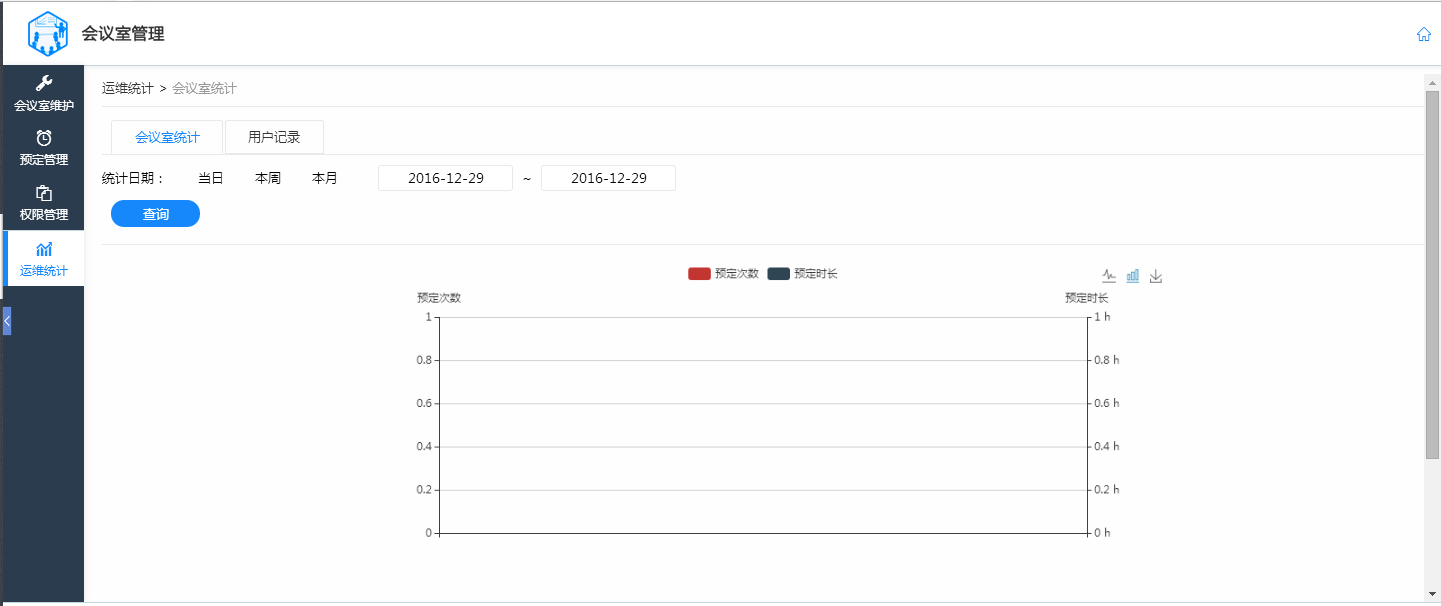 会议室管理
会议室维护
预定管理
权限管理
运维统计
运维统计 > 会议室统计
会议室统计 用户记录
统计日期： 当日 本周 本月 2016-12-29 ~ 2016-12-29
查询
预定次数 预定时长
预定次数 预定时长
1 1 h
0.8 0.8 h
0.6 0.6 h
0.4 0.4 h
0.2 0.2 h
0 0 h